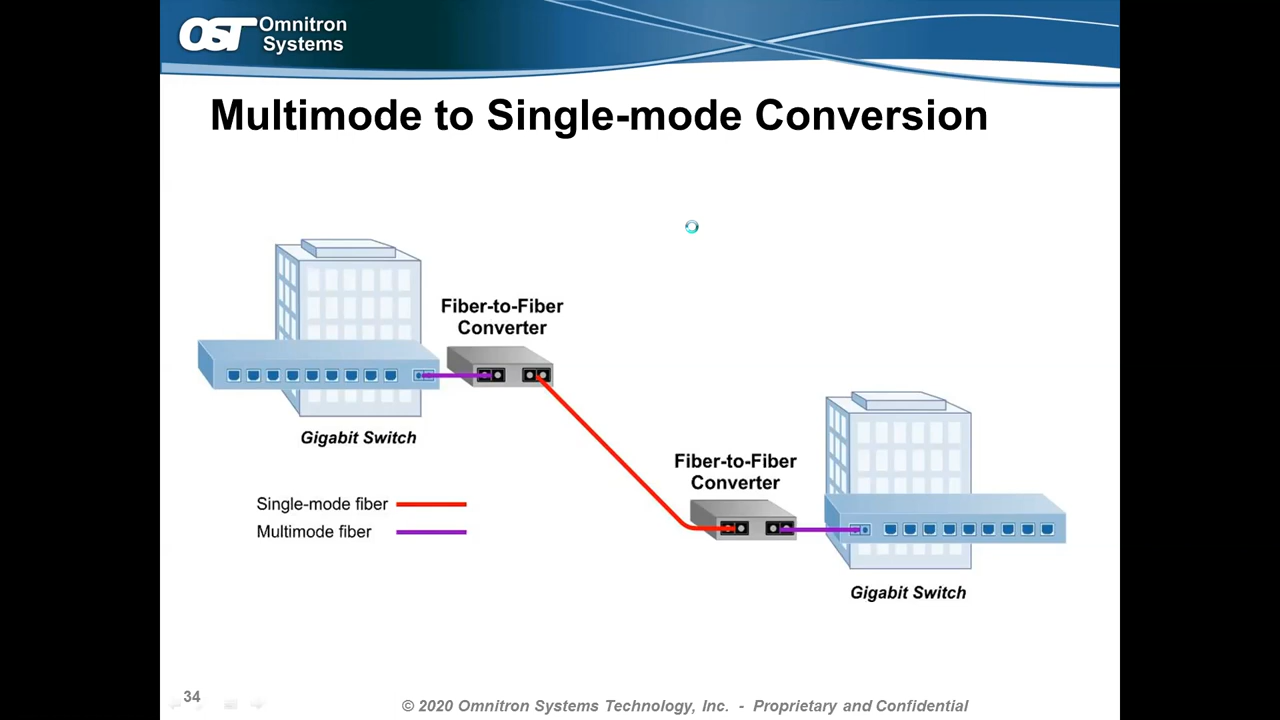 OST Omnitron
Systems
Multimode to Single-mode Conversion
Fiber-to-Fiber
Converter
Gigabit Switch
Fiber-to-Fiber
Converter
Single-mode fiber
Multimode fiber
Gigabit Switch
34
© 2020 Omnitron Systems Technology, Inc. - Proprietary and Confidential